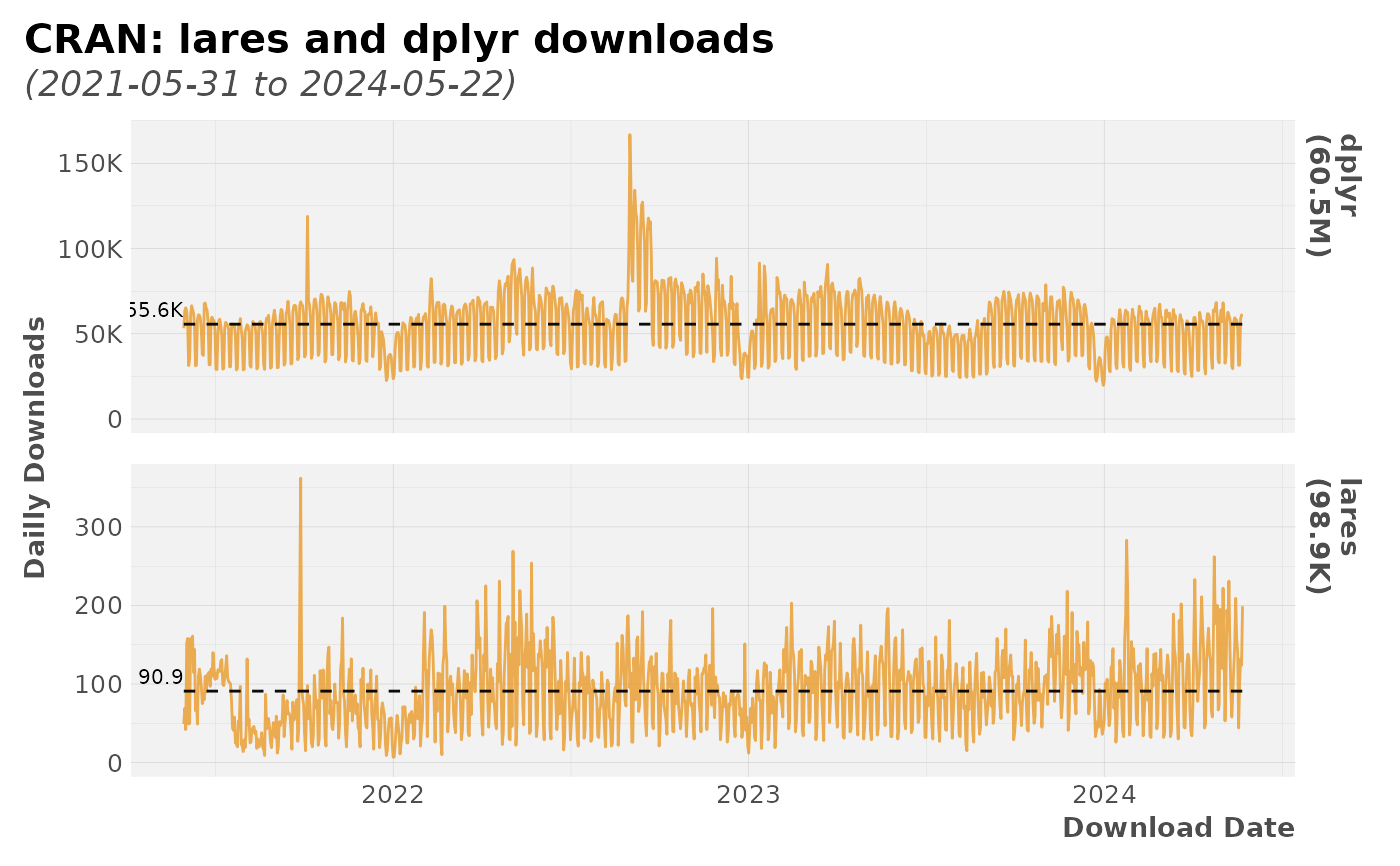 CRAN: lares and dplyr downloads
(2021-05-31 to 2024-05-22)
150K
100K
55.6K
50K
0
dplyr
(60.5M)
Dailly Downloads
300
200
90.9
100
0
lares
(98.9K)
2022
2023
2024
Download Date